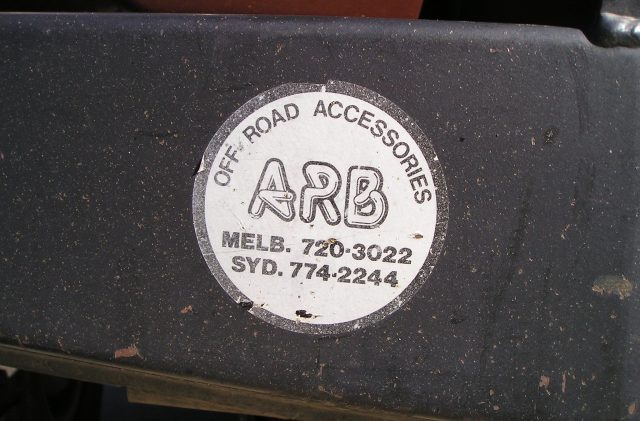 OFF ROAD ACCESSORIES
ARB
MELB. 720·3022
SYD. 774·2244